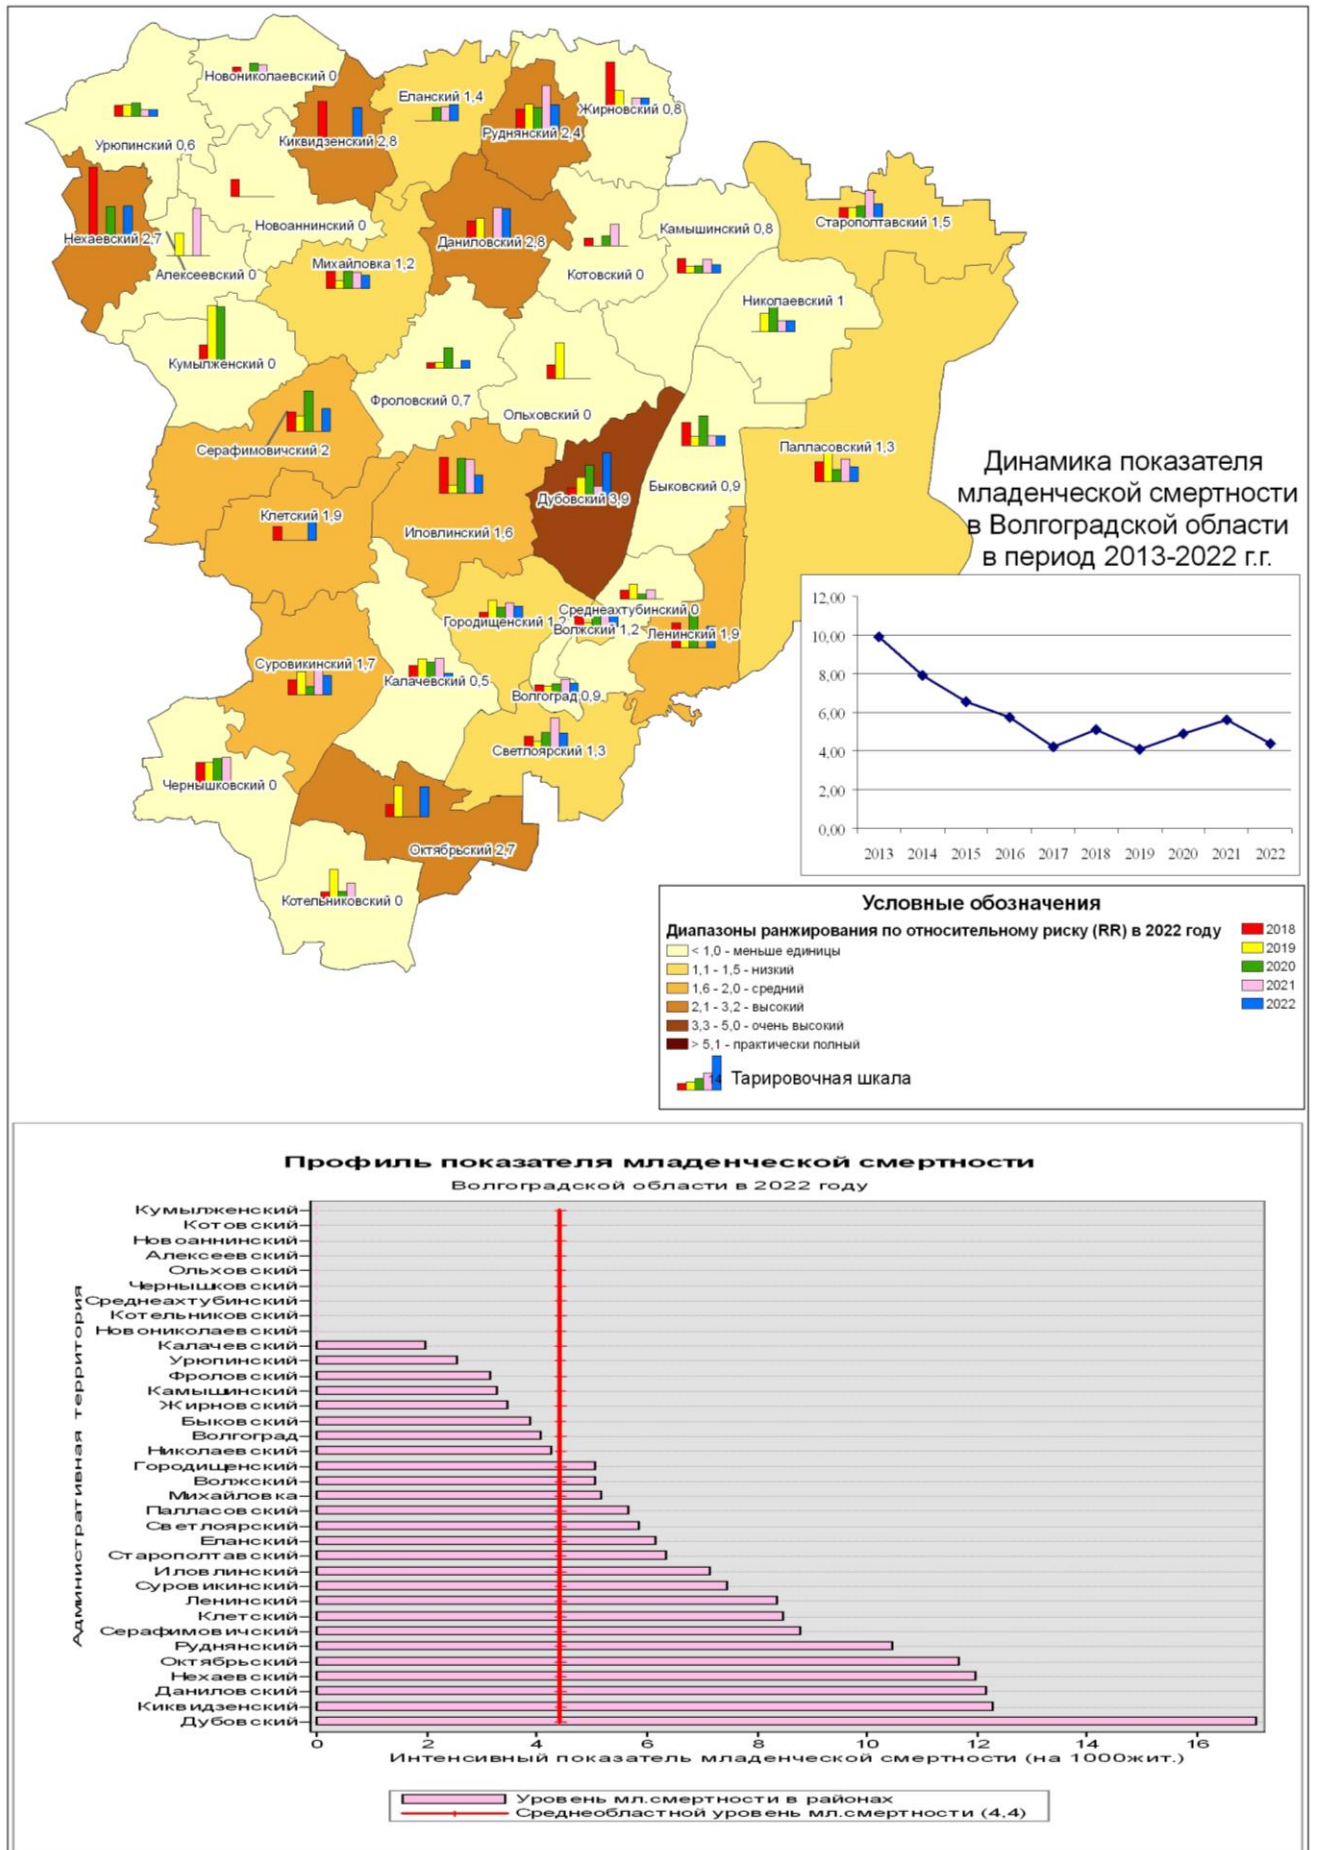 Новониколаевский 0
Еланский 1,4
Жирновский 0,8
Руднянский 2,4
Киквидзенский 2,8
Урюпинский 0,6
Новоаннинский 0
Нехаевский 2,7
Даниловский 2,8
Камышинский 0,8
Старополтавский 1,5
Алексеевский 0
Михайловка 1,2
Котовский 0
Николаевский 1
Кумылженский 0
Фроловский 0,7
Ольховский 0
Серафимовичский 2
Палласовский 1,3
Быковский 0,9
Дубовский 3,9
Клетский 1,9
Иловлинский 1,6
Среднеахтубинский 0
Городищенский 1,2
Волжский 1,2
Ленинский 1,9
Суровикинский 1,7
Калачевский 0,5
Волгоград 0,9
Светлоярский 1,3
Чернышковский 0
Октябрьский 2,7
Котельниковский 0
Динамика показателя
младенческой смертности
в Волгоградской области
в период 2013-2022 г.г.
12,00
10,00
8,00
6,00
4,00
2,00
0,00
2013 2014 2015 2016 2017 2018 2019 2020 2021 2022
Условные обозначения
Диапазоны ранжирования по относительному риску (RR) в 2022 году
< 1,0 - меньше единицы
1,1 - 1,5 - низкий
1,6 - 2,0 - средний
2,1 - 3,2 - высокий
3,3 - 5,0 - очень высокий
> 5,1 - практически полный
2018
2019
2020
2021
2022
14
Тарировочная шкала
Профиль показателя младенческой смертности
Волгоградской области в 2022 году
Административная территория
Кумылженский
Котовский
Новоаннинский
Алексеевский
Ольховский
Чернышковский
Среднеахтубинский
Котельниковский
Новониколаевский
Калачевский
Урюпинский
Фроловский
Камышинский
Жирновский
Быковский
Волгоград
Николаевский
Городищенский
Волжский
Михайловка
Палласовский
Светлоярский
Еланский
Старополтавский
Иловлинский
Суровикинский
Ленинский
Клетский
Серафимовичский
Руднянский
Октябрьский
Нехаевский
Даниловский
Киквидзенский
Дубовский
0 2 4 6 8 10 12 14 16
Интенсивный показатель младенческой смертности (на 1000жит.)
Уровень мл.смертности в районах
Среднеобластной уровень мл.смертности (4,4)